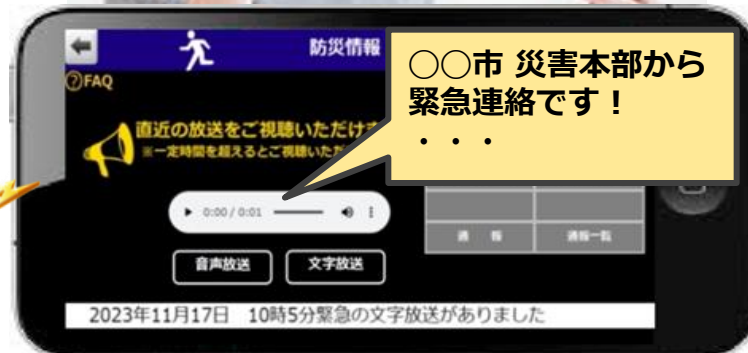 防災情報
?FAQ
〇〇市 災害本部から
緊急連絡です！
・・・
直近の放送をご視聴いただけ
※一定時間を超えるとご視聴いただ
0:00 / 0:01
通 報
通報一覧
音声放送
文字放送
2023年11月17日　10時5分緊急の文字放送がありました